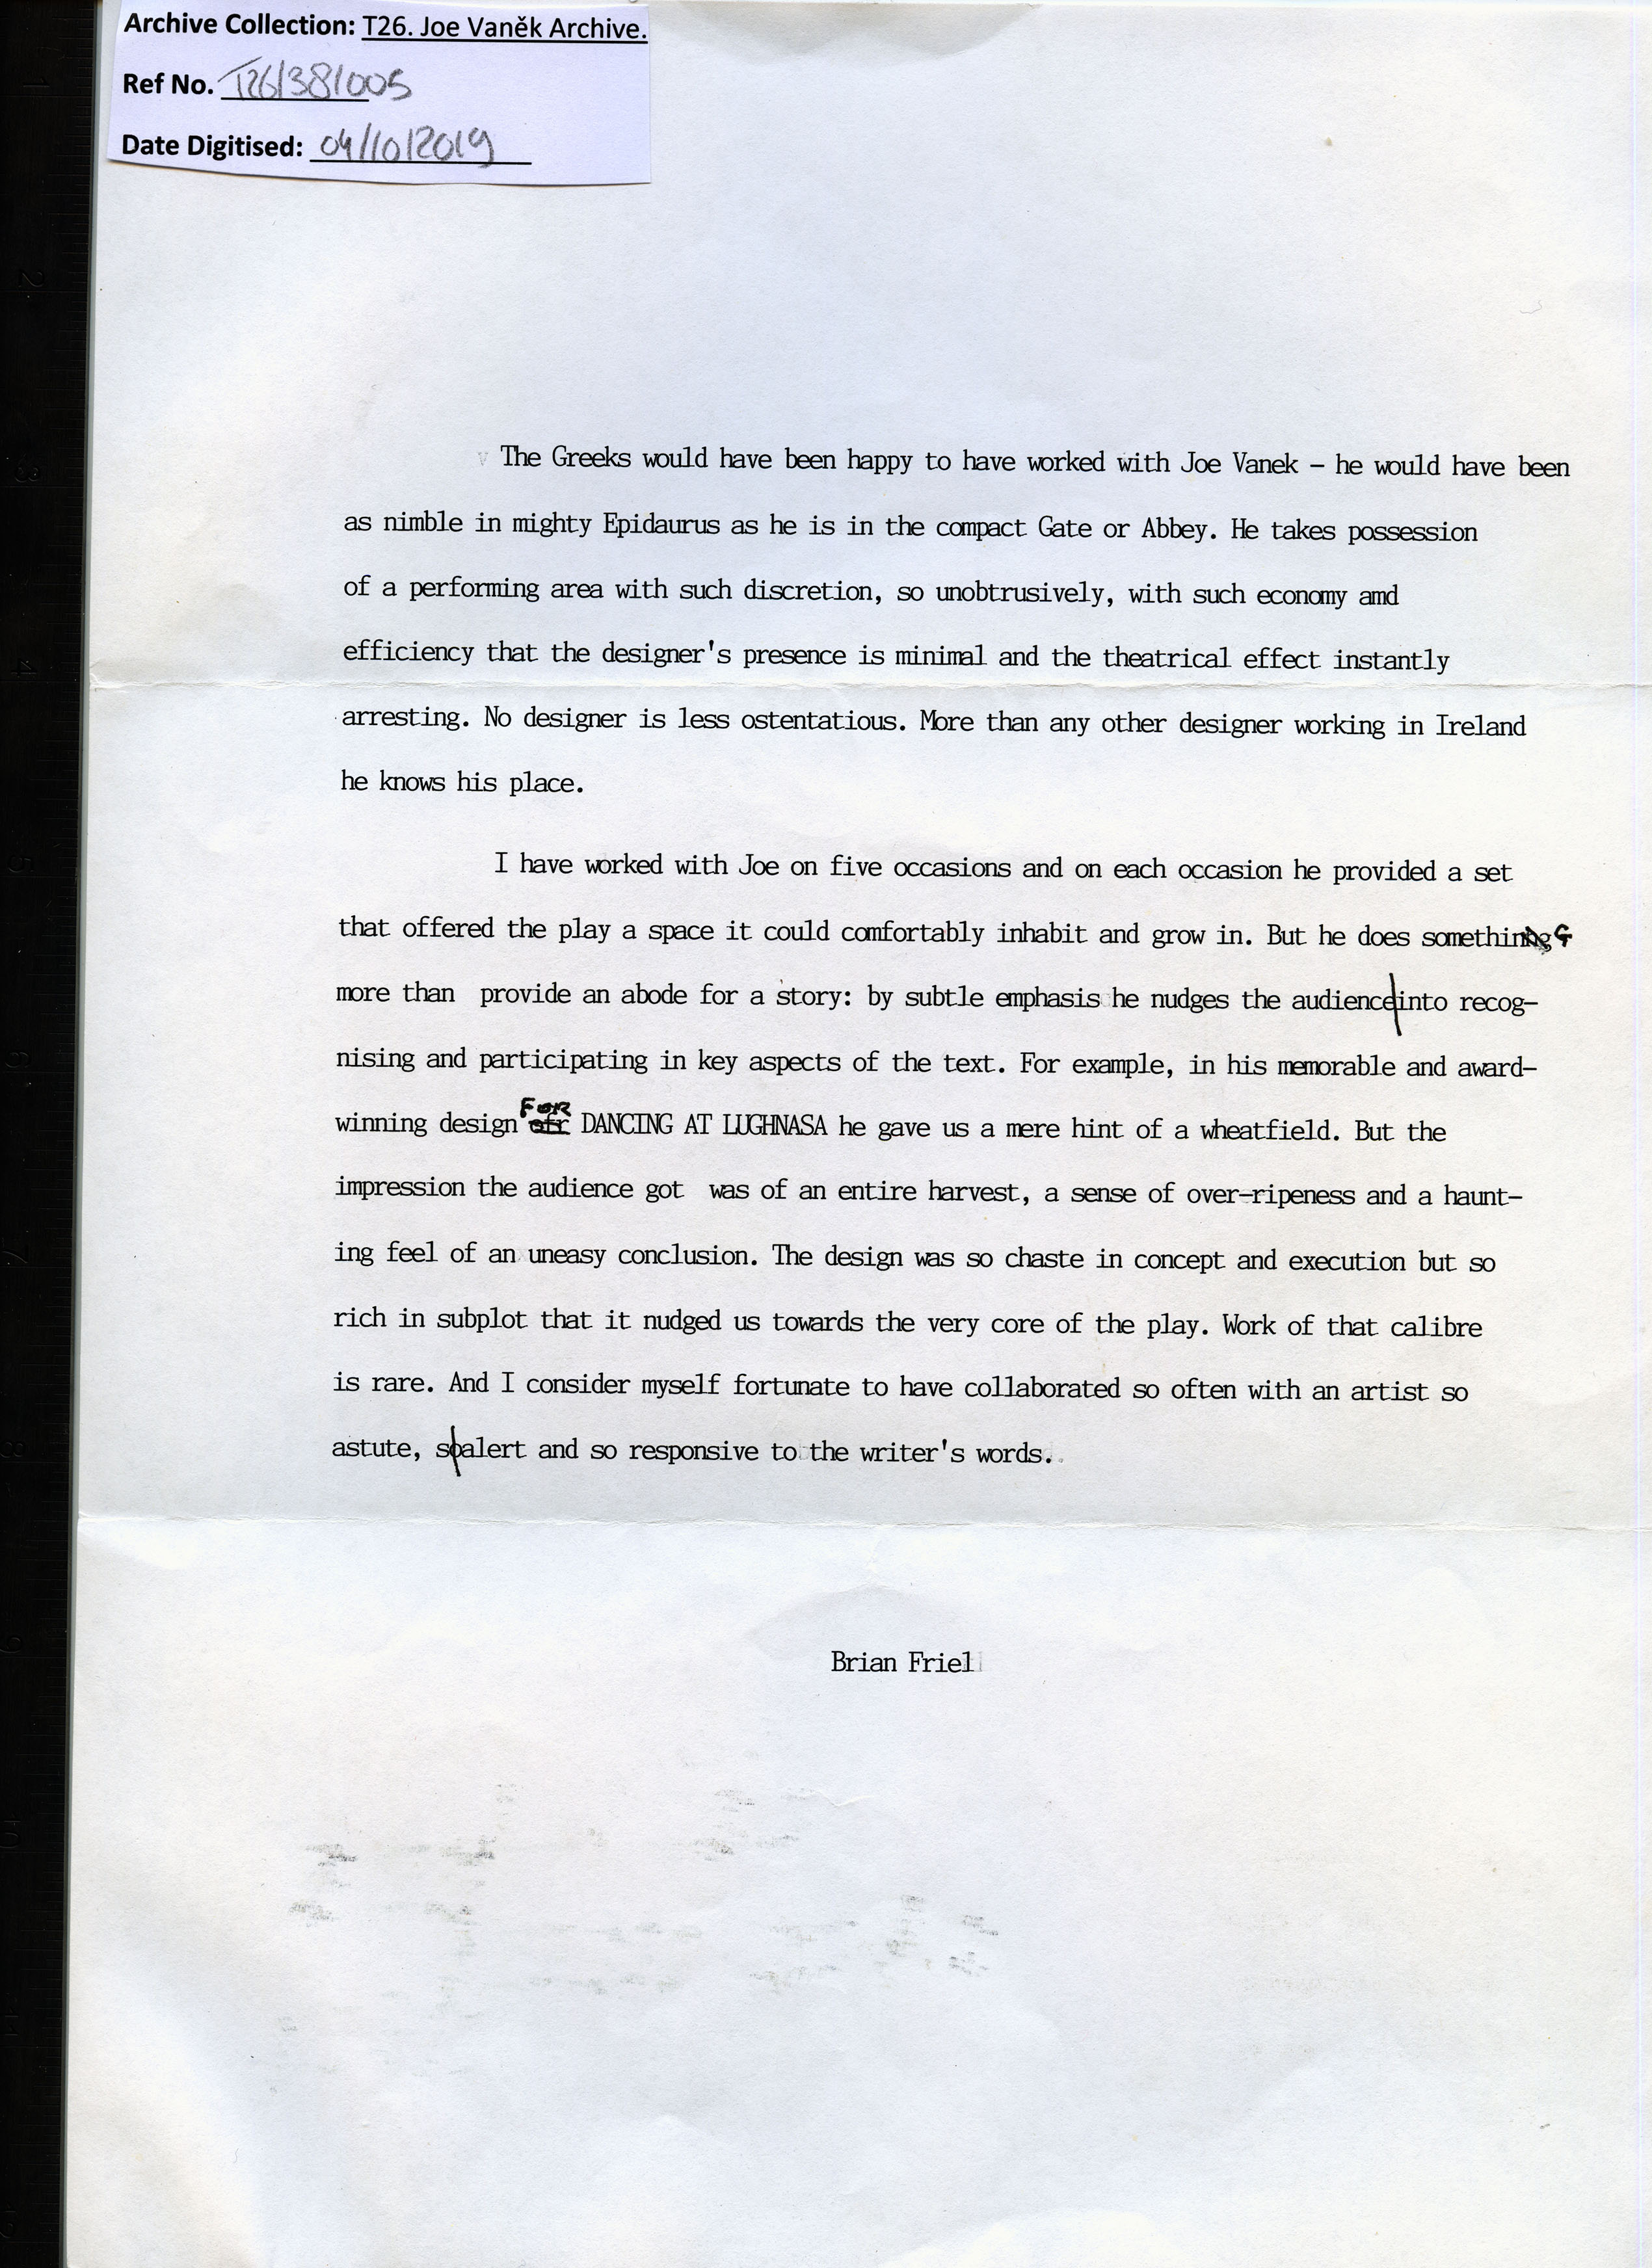 Archive Collection: T26. Joe Vaněk Archive.
Ref No. T26/38/005
Date Digitised: 04/10/2019
The Greeks would have been happy to have worked with Joe Vanek – he would have been
as nimble in mighty Epidaurus as he is in the compact Gate or Abbey. He takes possession
of a performing area with such discretion, so unobtrusively, with such economy amd
efficiency that the designer's presence is minimal and the theatrical effect instantly
arresting. No designer is less ostentatious. More than any other designer working in Ireland
he knows his place.
I have worked with Joe on five occasions and on each occasion he provided a set
that offered the play a space it could comfortably inhabit and grow in. But he does something
more than provide an abode for a story: by subtle emphasis he nudges the audience|into recog-
nising and participating in key aspects of the text. For example, in his memorable and award-
winning design ofr FOR DANCING AT LUGHNASA he gave us a mere hint of a wheatfield. But the
impression the audience got was of an entire harvest, a sense of over-ripeness and a haunt-
ing feel of an uneasy conclusion. The design was so chaste in concept and execution but so
rich in subplot that it nudged us towards the very core of the play. Work of that calibre
is rare. And I consider myself fortunate to have collaborated so often with an artist so
astute, so|alert and so responsive to the writer's words.
Brian Friel